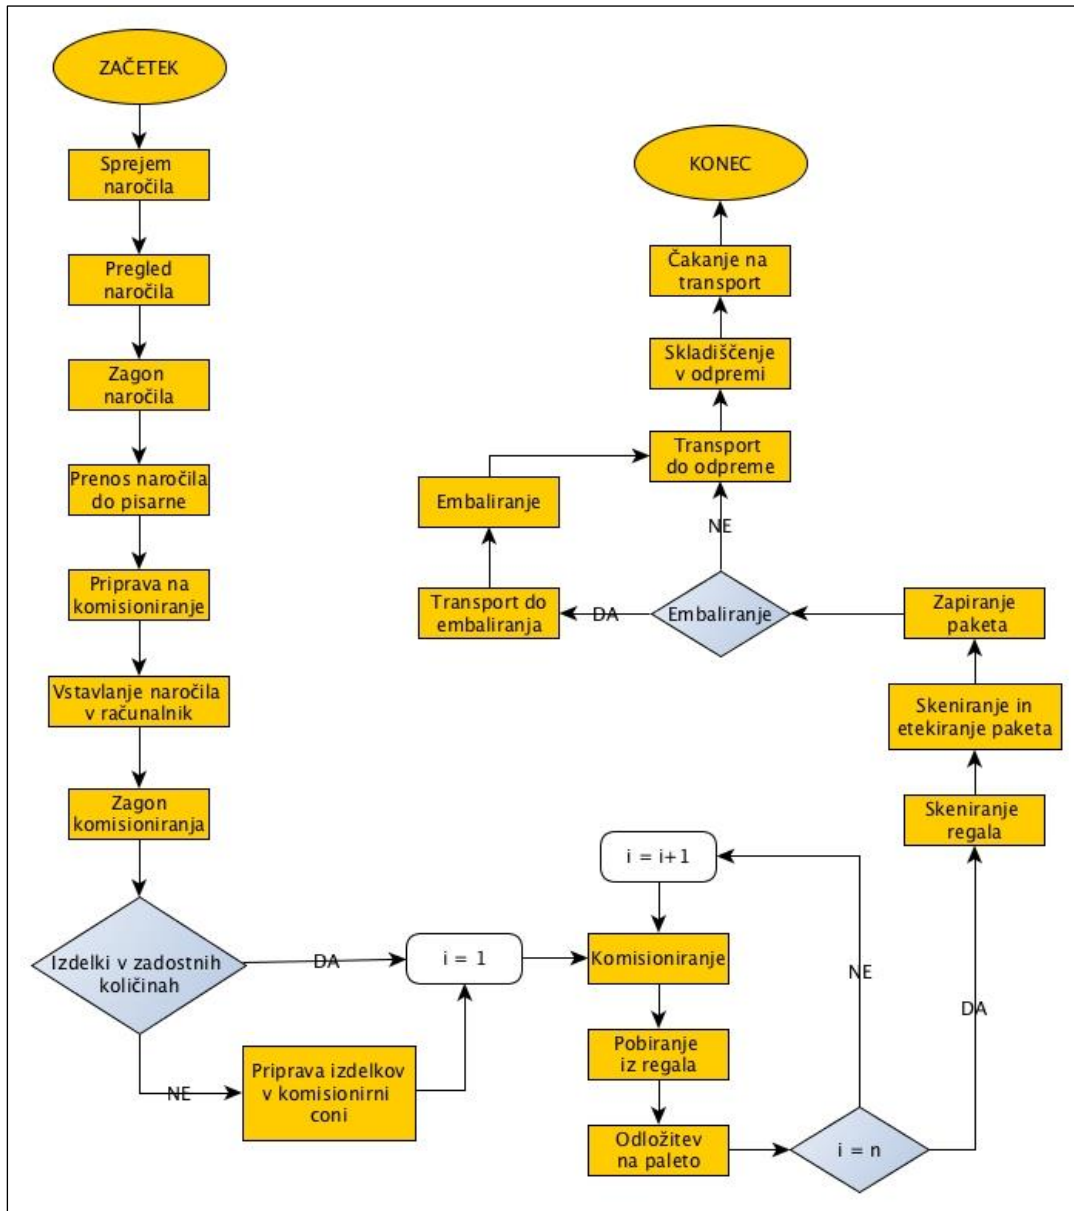 ZAČETEK
Sprejem
naročila
Pregled
naročila
Zagon
naročila
Prenos naročila
do pisarne
Priprava na
komisioniranje
Vstavlanje naročila
v računalnik
Zagon
komisioniranja
Izdelki v zadostnih
količinah
DA
NE
Priprava izdelkov
v komisionirni
coni
i = 1
i = i+1
Komisioniranje
Pobiranje
iz regala
Odložitev
na paleto
i = n
NE
DA
Skeniranje
regala
Skeniranje in
etekiranje paketa
Zapiranje
paketa
Embaliranje
DA
NE
Transport do
embaliranja
Embaliranje
Transport
do odpreme
Skladiščenje
v odpremi
Čakanje na
transport
KONEC